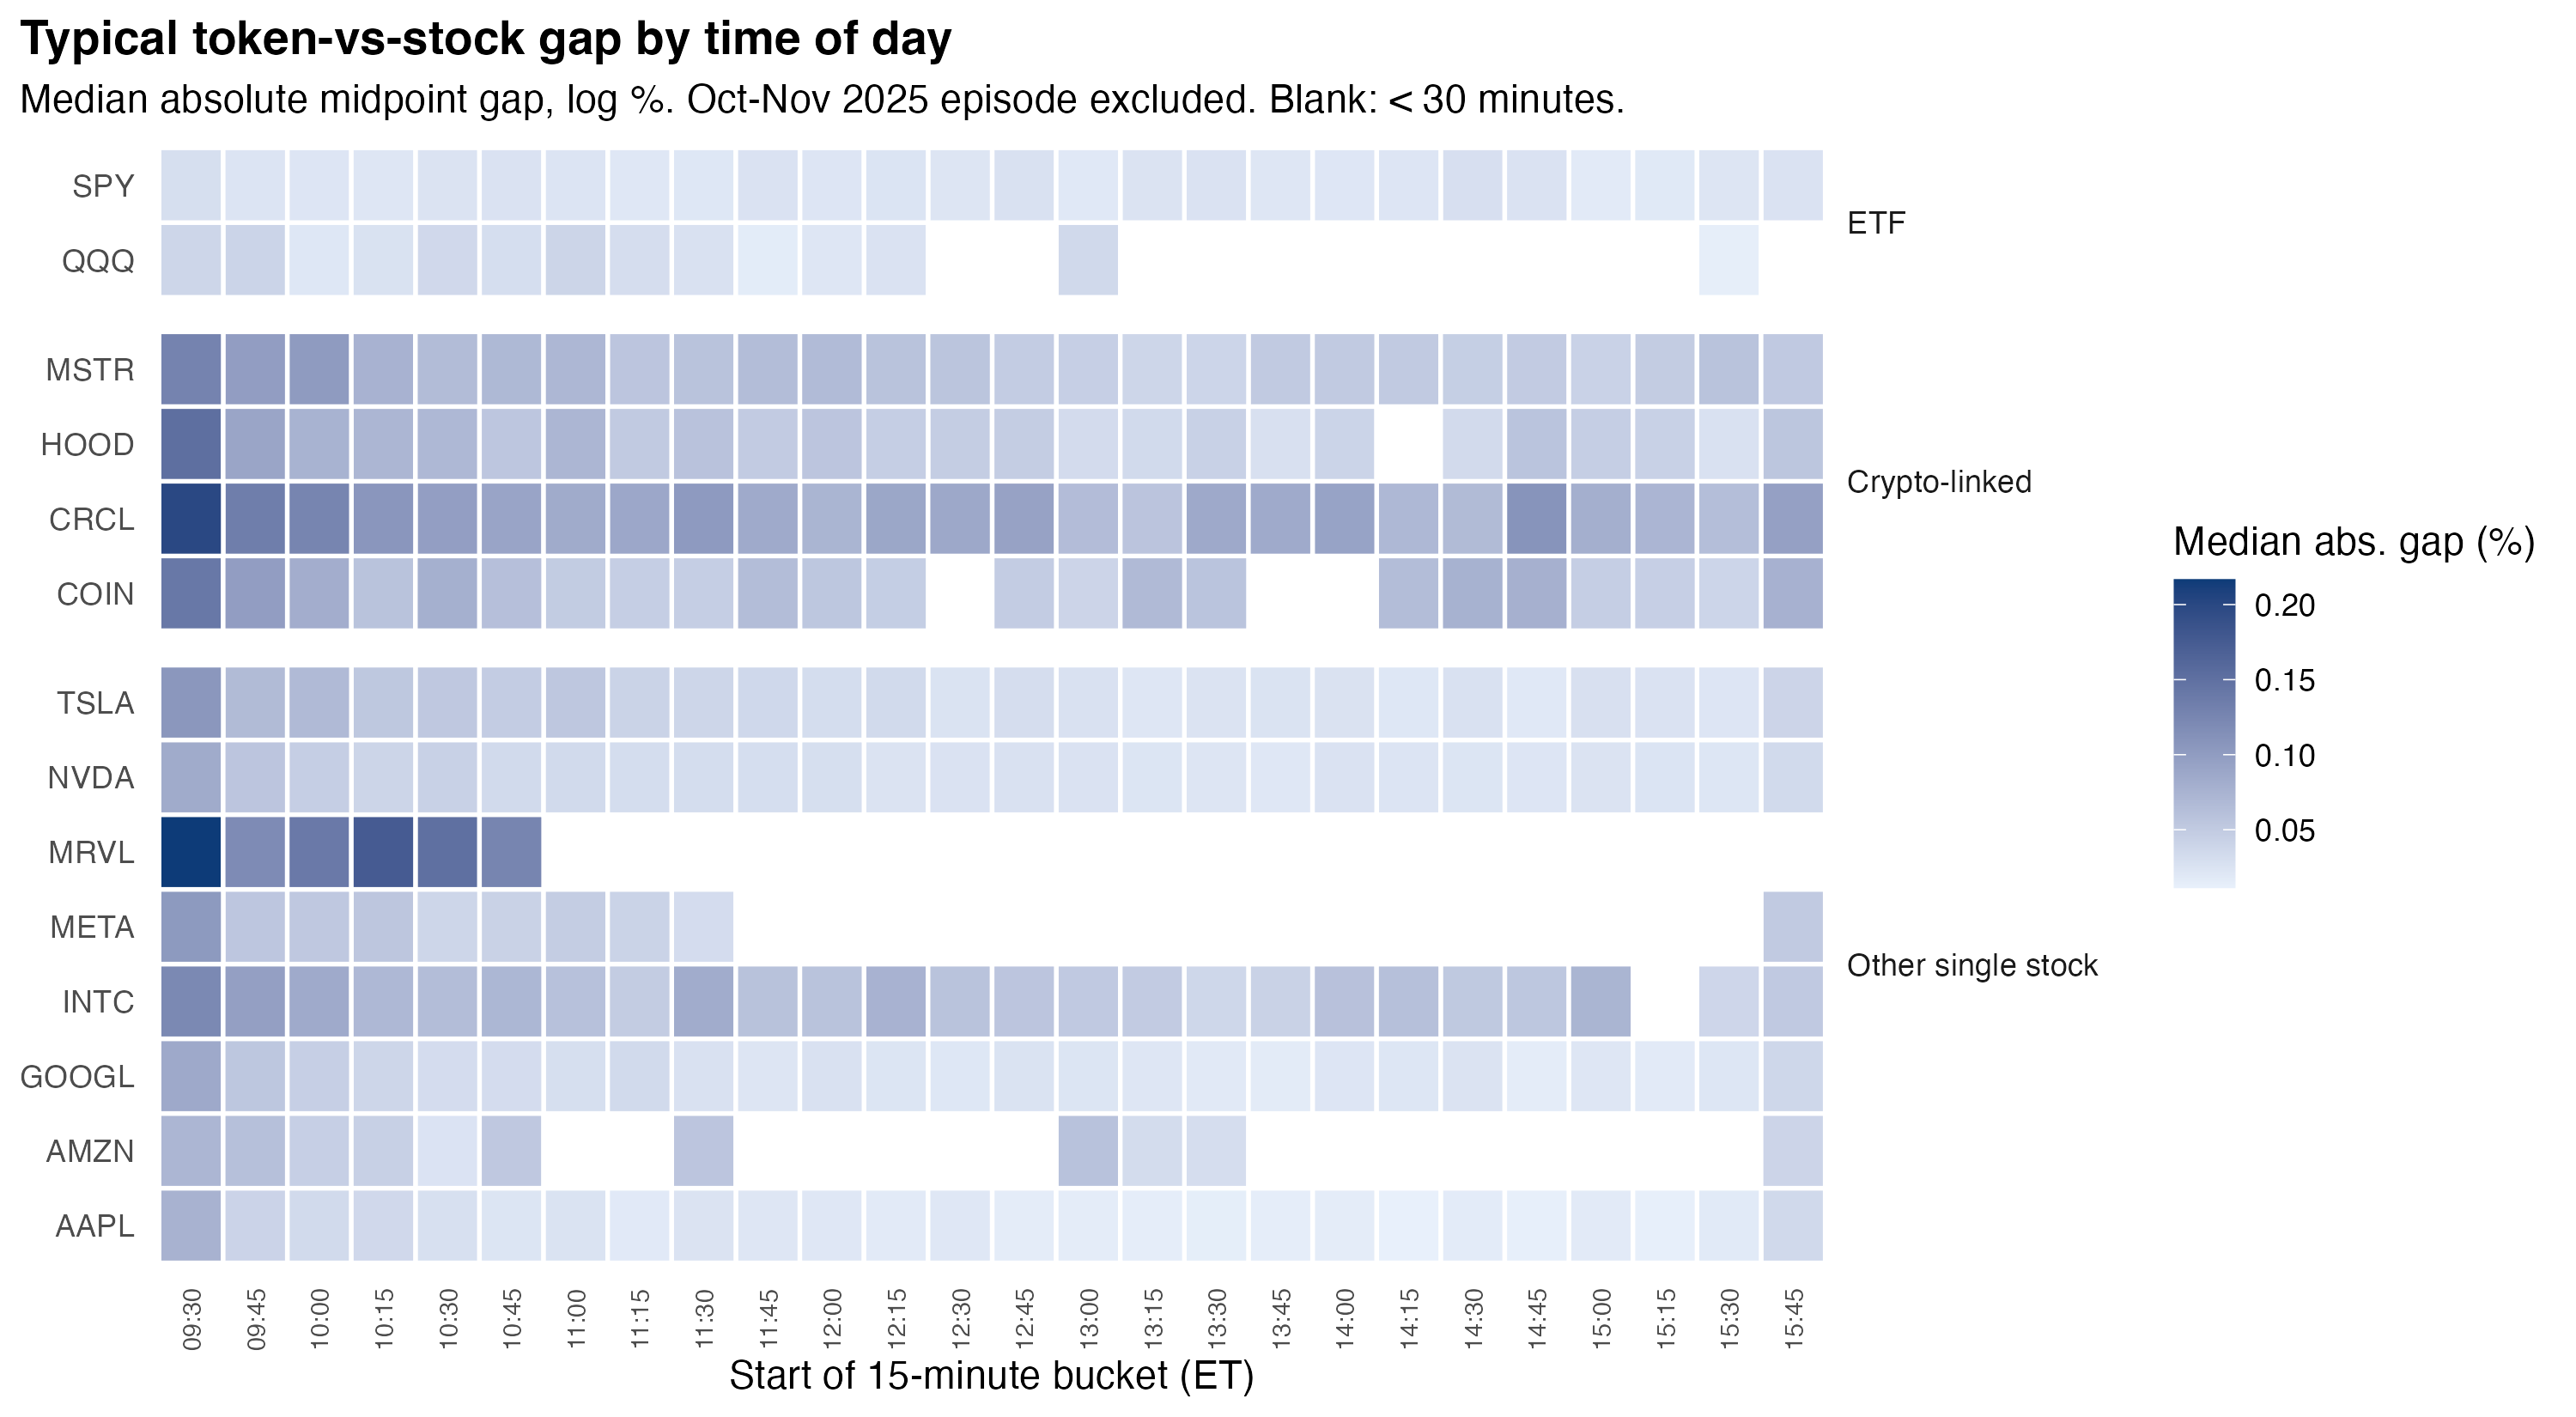 Typical token-vs-stock gap by time of day
Median absolute midpoint gap, log %. Oct-Nov 2025 episode excluded. Blank: < 30 minutes.
SPY
QQQ
ETF
MSTR
HOOD
CRCL
COIN
Crypto-linked
TSLA
NVDA
MRVL
META
INTC
GOOGL
AMZN
AAPL
Other single stock
Median abs. gap (%)
0.20
0.15
0.10
0.05
09:30
09:45
10:00
10:15
10:30
10:45
11:00
11:15
11:30
11:45
12:00
12:15
12:30
12:45
13:00
13:15
13:30
13:45
14:00
14:15
14:30
14:45
15:00
15:15
15:30
15:45
Start of 15-minute bucket (ET)